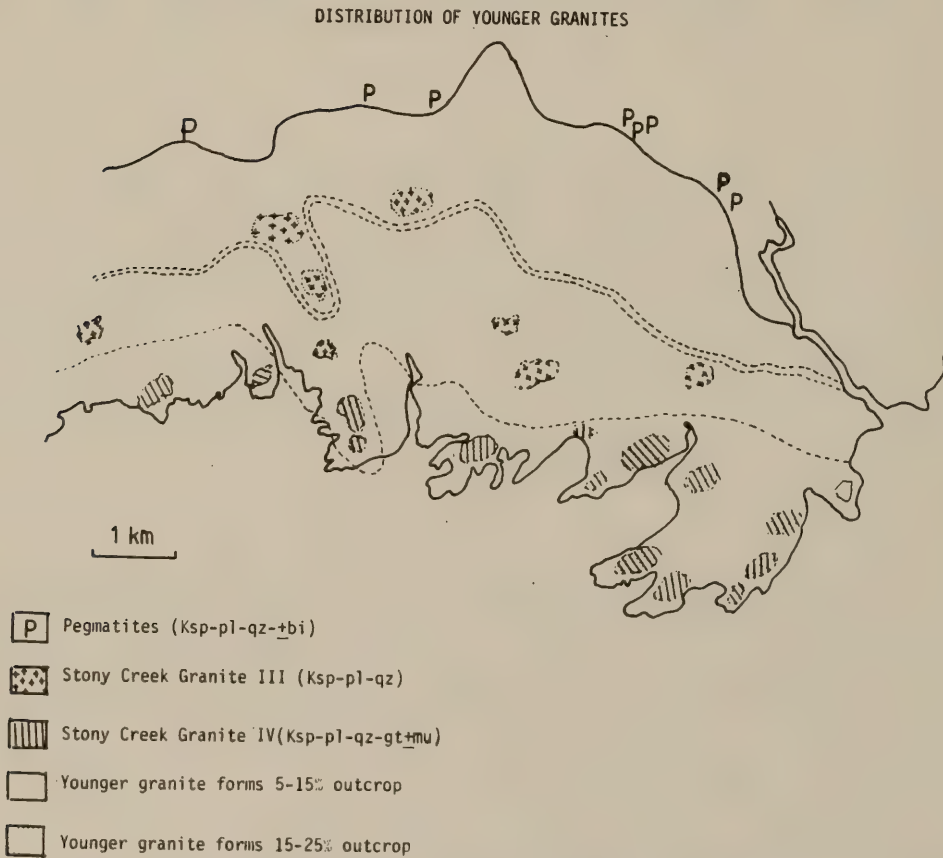 DISTRIBUTION OF YOUNGER GRANITES
P P P P P P P P P
1 km
P Pegmatites (Ksp-pl-qz-±bi)
Stony Creek Granite III (Ksp-pl-qz)
Stony Creek Granite IV(Ksp-pl-qz-gt±mu)
Younger granite forms 5-15% outcrop
Younger granite forms 15-25% outcrop